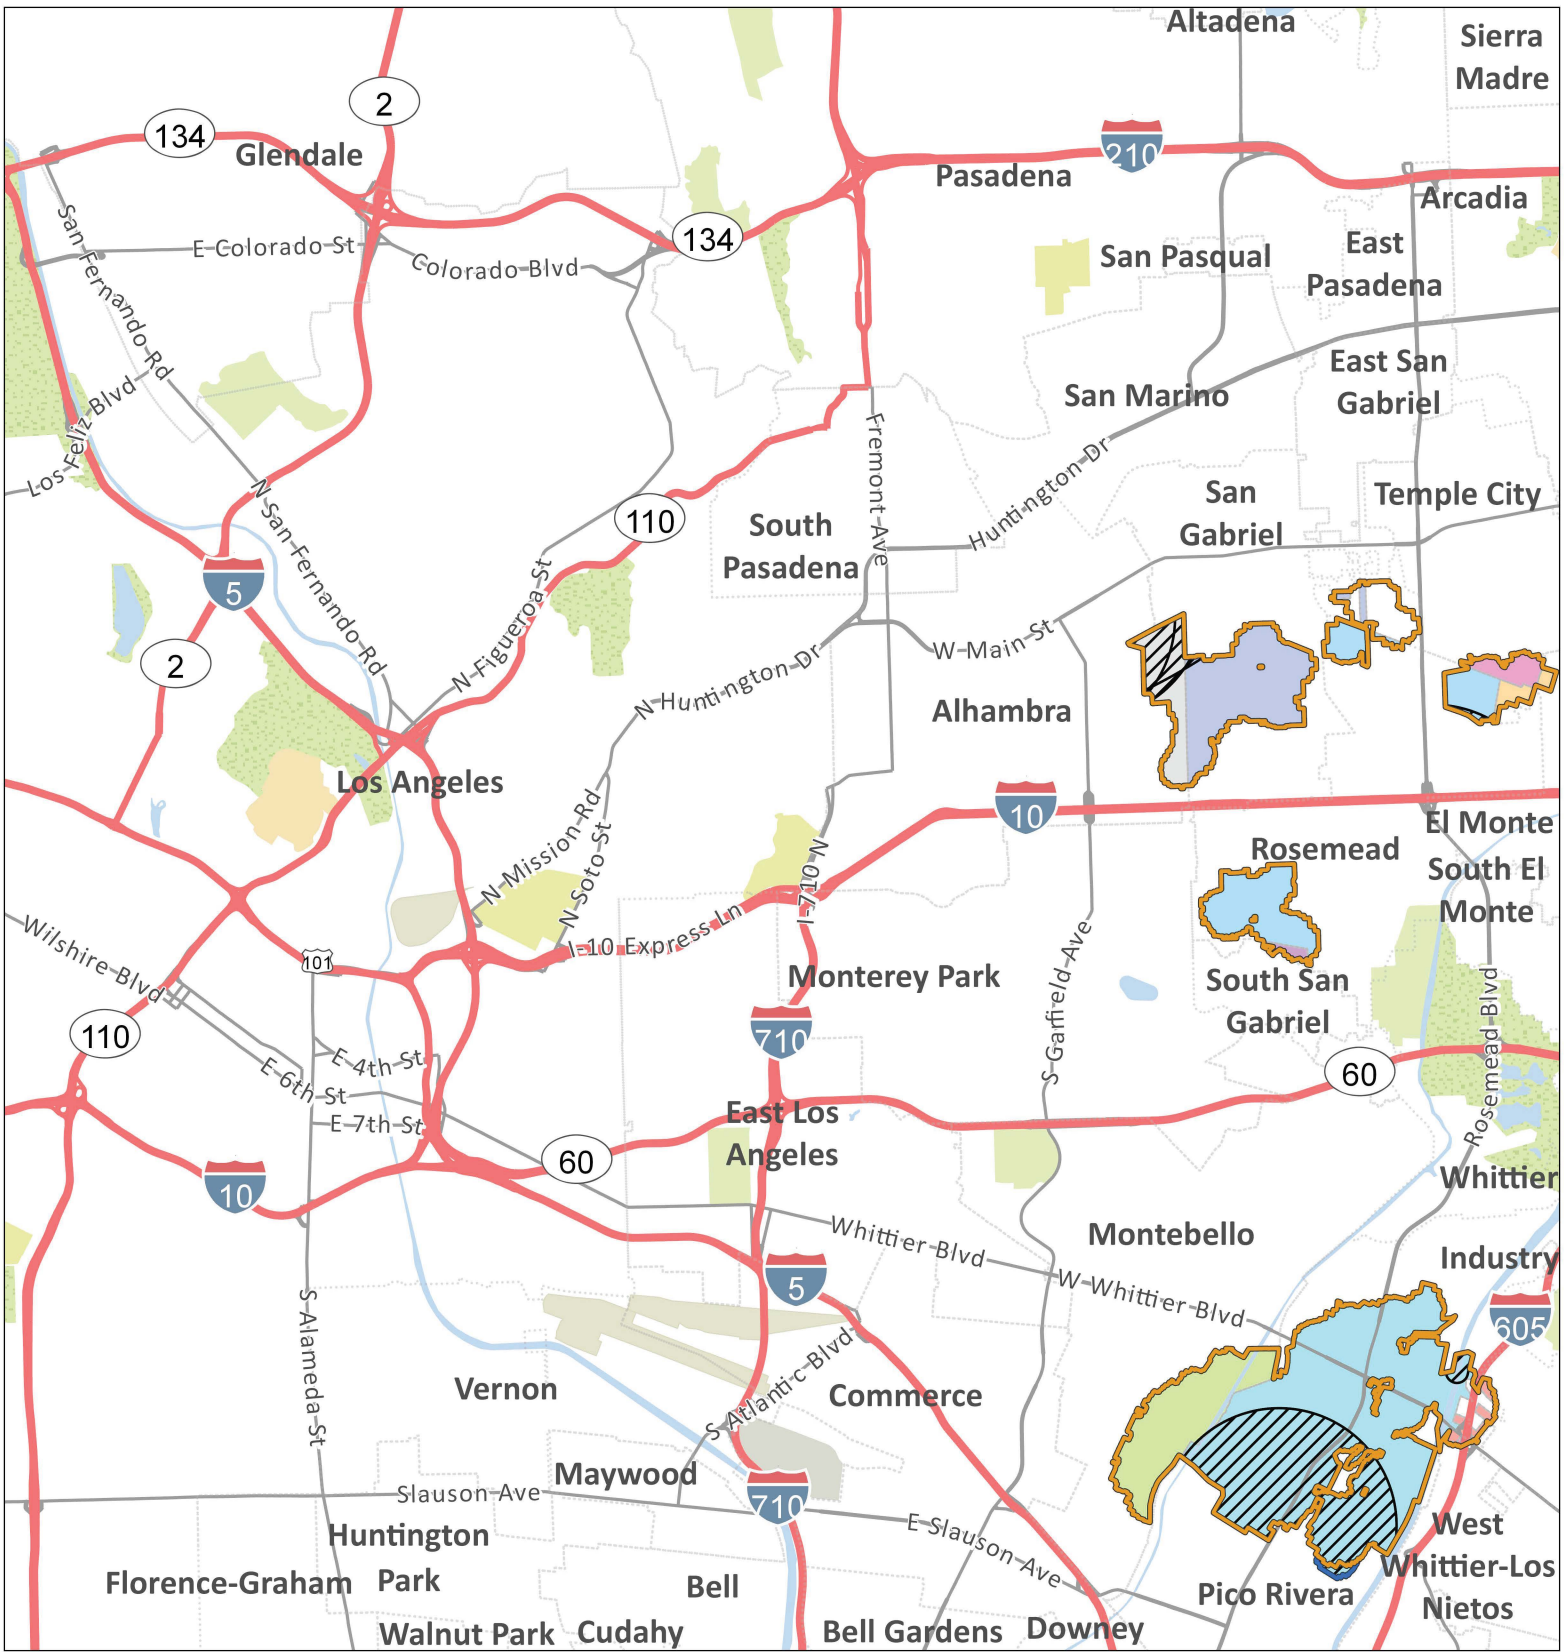 Altadena
Sierra
Madre
2
134
Glendale
210
Pasadena
Arcadia
San Fernando Rd
E Colorado St
Colorado Blvd
134
San Pasqual
East
Pasadena
East San
Gabriel
San Marino
Los Feliz Blvd
Fremont Ave
Huntington Dr
San
Gabriel
Temple City
N San Fernando Rd
110
South
Pasadena
5
2
N Figueroa St
N Huntington Dr
W Main St
Alhambra
Los Angeles
10
El Monte
Rosemead
South El
Monte
N Mission Rd
N Soto St
I-710 N
I-10 Express Ln
Wilshire Blvd
101
Monterey Park
South San
Gabriel
S Garfield Ave
Rosemead Blvd
110
710
E 4th St
E 6th St
E 7th St
60
East Los
Angeles
60
10
Whittier
Whittier Blvd
Montebello
W Whittier Blvd
Industry
5
605
S Alameda St
S Atlantic Blvd
Vernon
Commerce
Maywood
710
Slauson Ave
E Slauson Ave
Huntington
Park
West
Whittier-Los
Nietos
Florence-Graham
Bell
Pico Rivera
Walnut Park
Cudahy
Bell Gardens
Downey